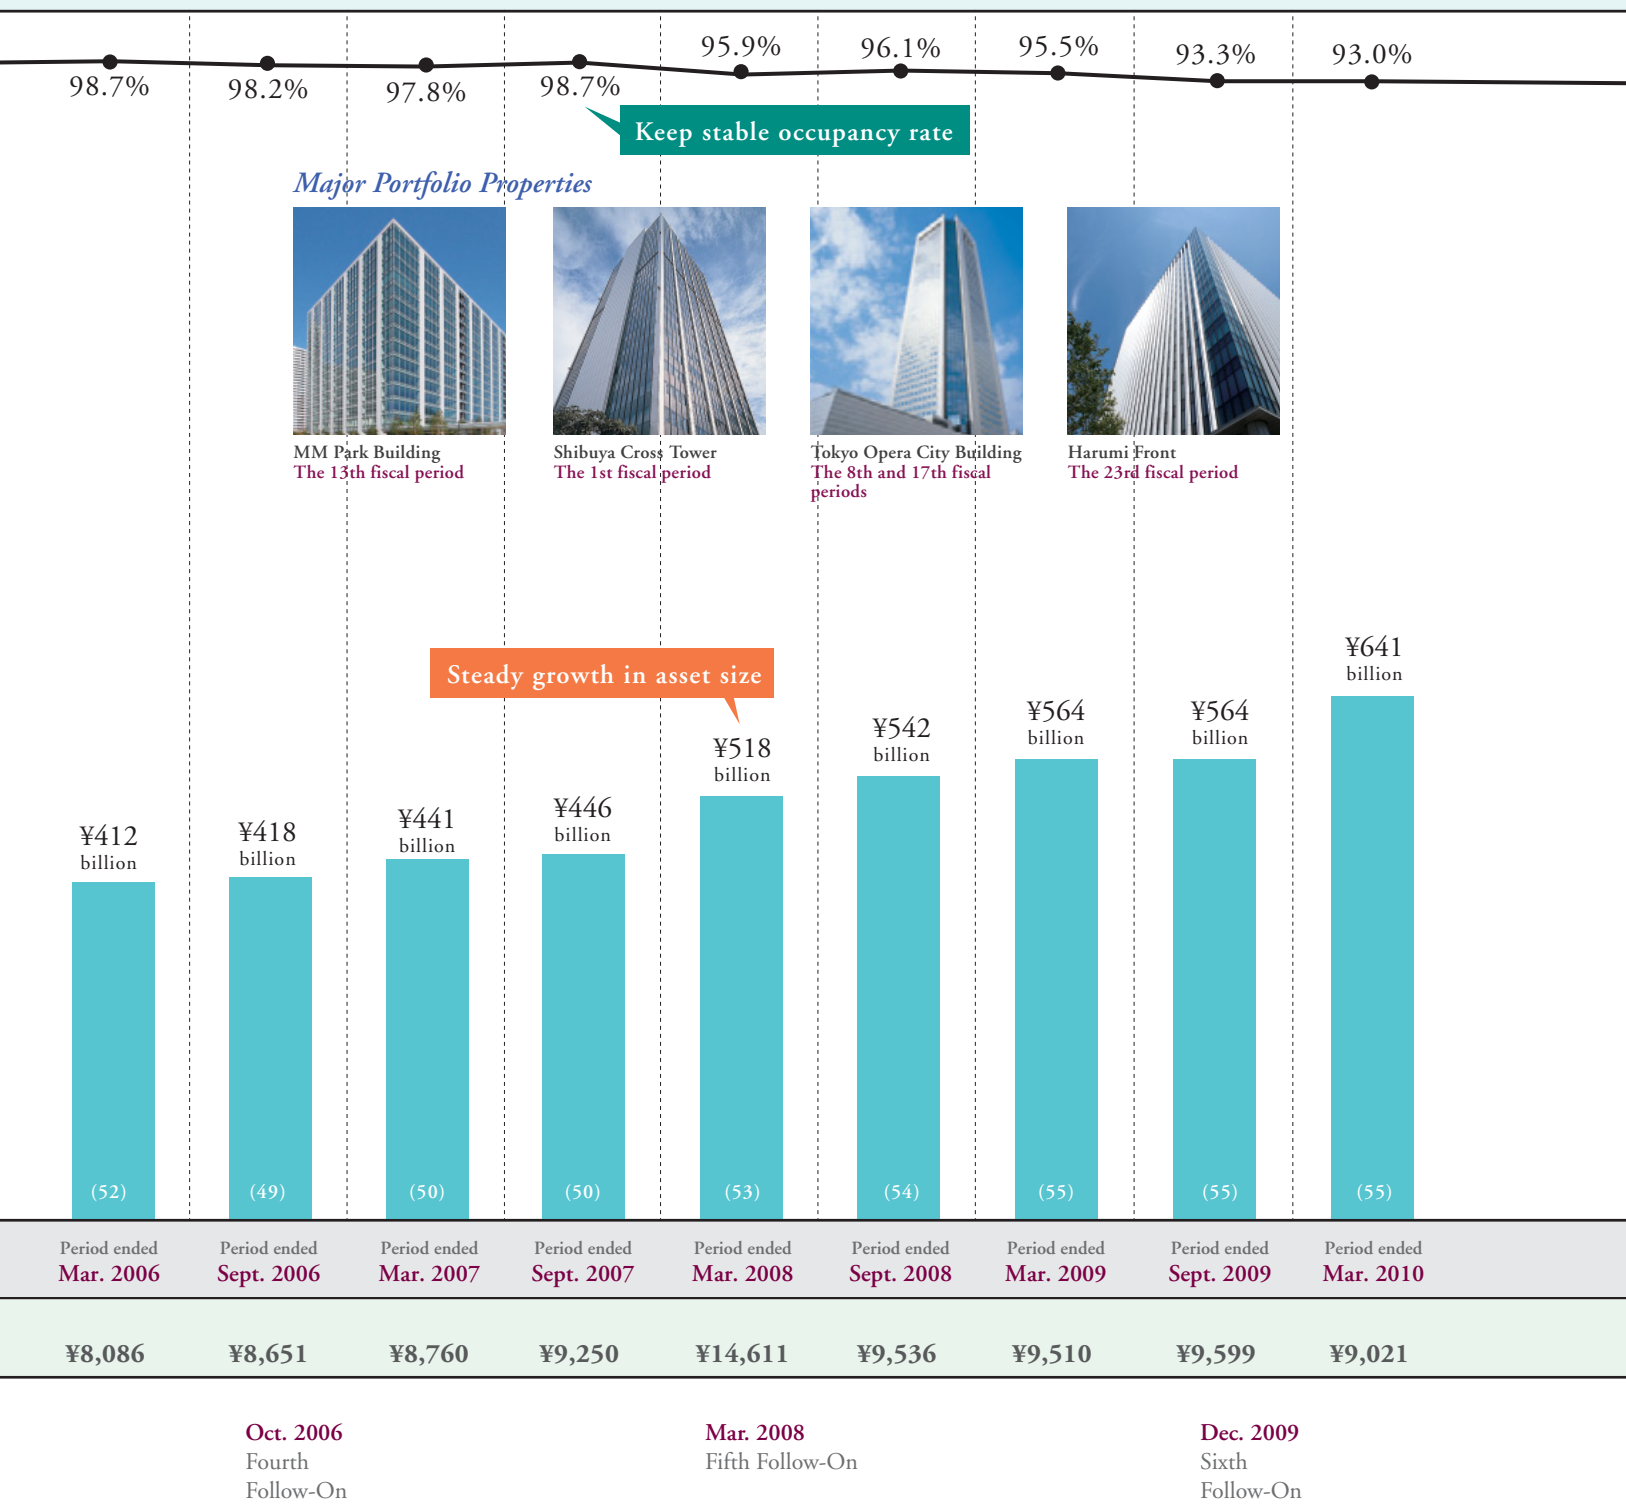 95.9%
96.1%
95.5%
93.3%
93.0%
98.7%
98.2%
97.8%
98.7%
Keep stable occupancy rate
Major Portfolio Properties
MM Park Building
The 13th fiscal period
Shibuya Cross Tower
The 1st fiscal period
Tokyo Opera City Building
The 8th and 17th fiscal
periods
Harumi Front
The 23rd fiscal period
Steady growth in asset size
¥412
billion
¥418
billion
¥441
billion
¥446
billion
¥518
billion
¥542
billion
¥564
billion
¥564
billion
¥641
billion
(52)
(49)
(50)
(50)
(53)
(54)
(55)
(55)
(55)
Period ended
Mar. 2006
Period ended
Sept. 2006
Period ended
Mar. 2007
Period ended
Sept. 2007
Period ended
Mar. 2008
Period ended
Sept. 2008
Period ended
Mar. 2009
Period ended
Sept. 2009
Period ended
Mar. 2010
¥8,086
¥8,651
¥8,760
¥9,250
¥14,611
¥9,536
¥9,510
¥9,599
¥9,021
Oct. 2006
Fourth
Follow-On
Mar. 2008
Fifth Follow-On
Dec. 2009
Sixth
Follow-On